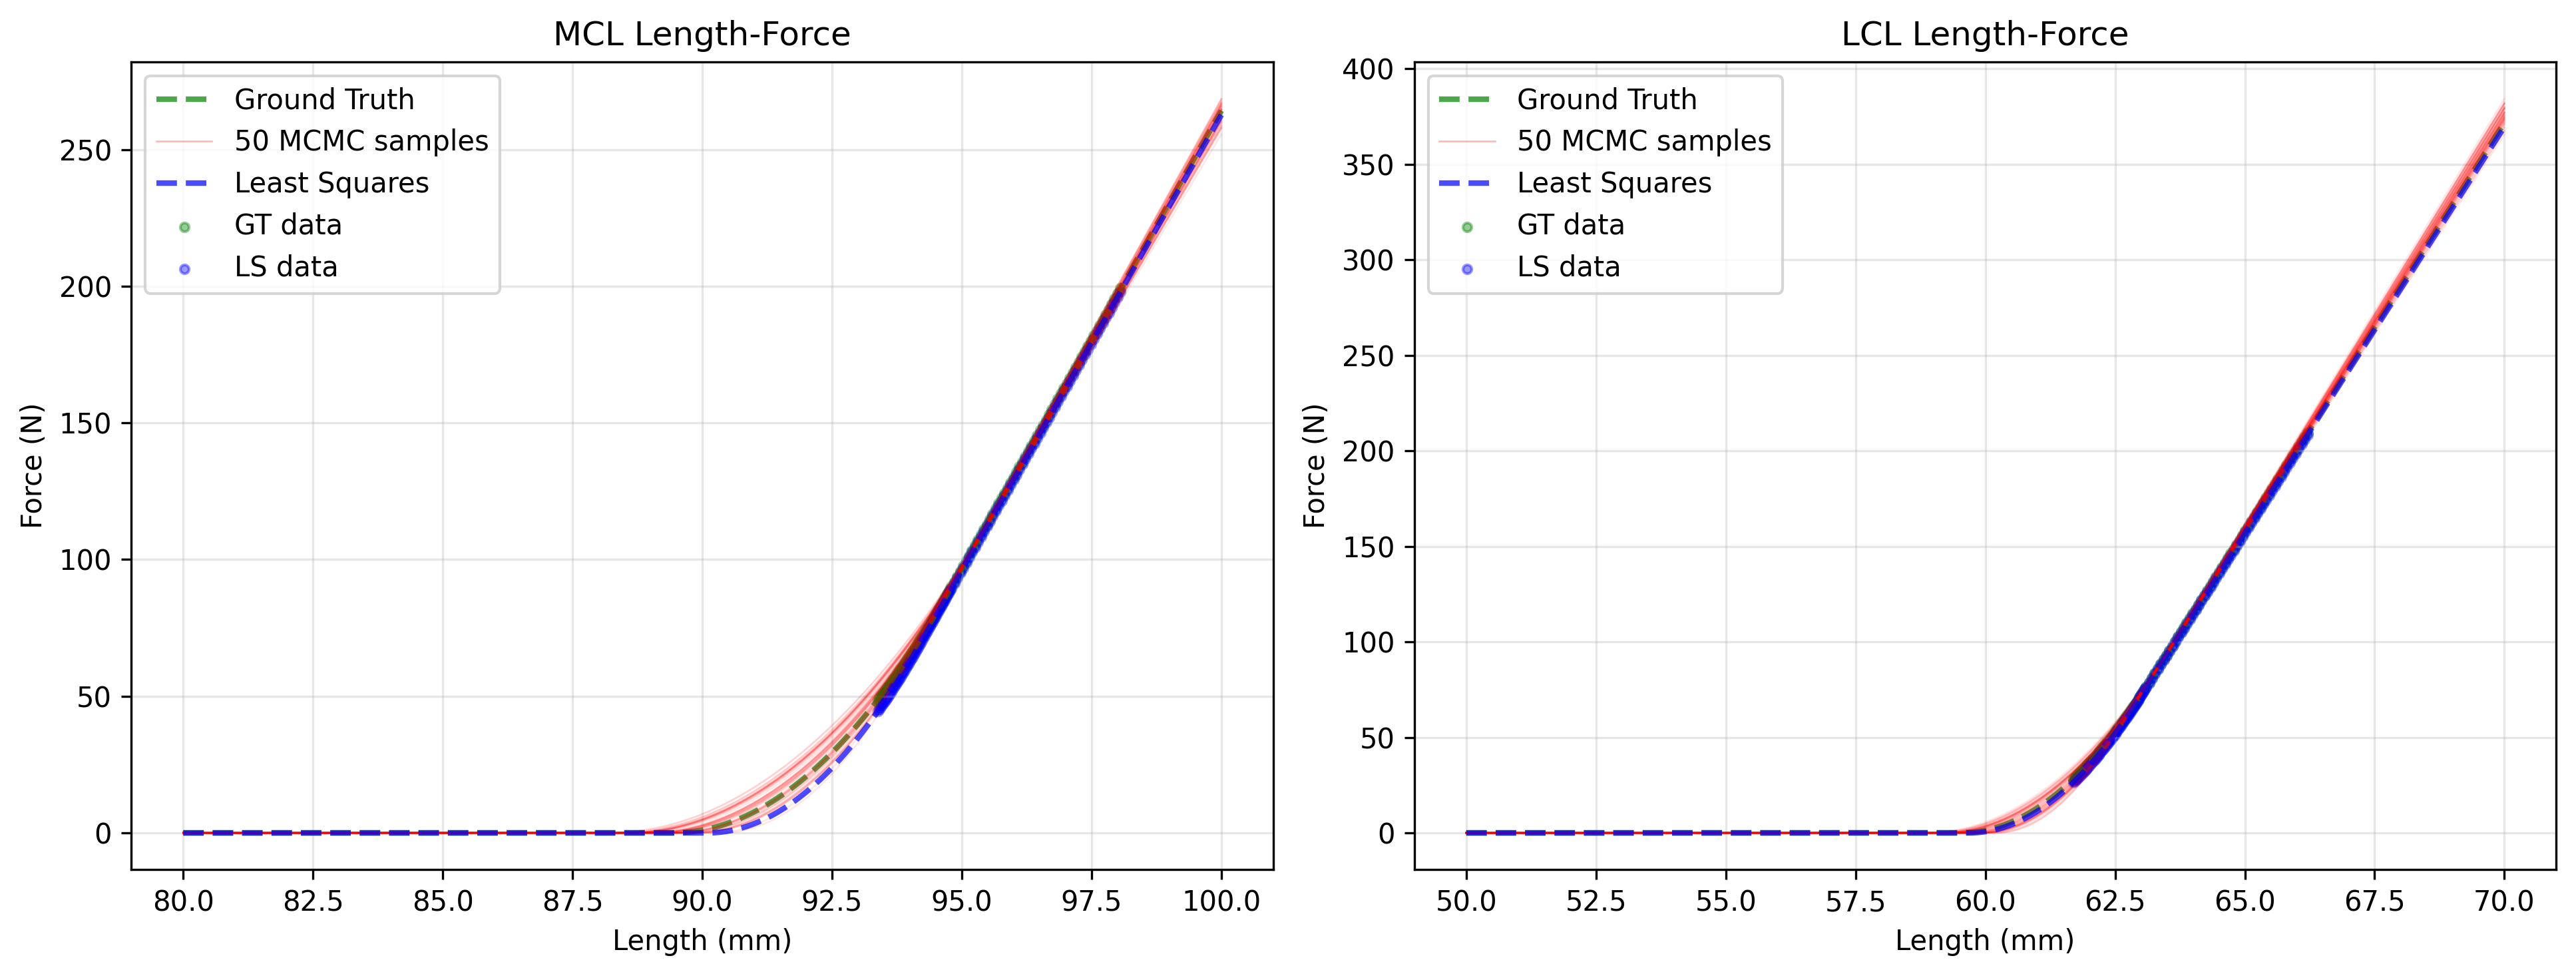 MCL Length-Force
Force (N)
250
200
150
100
50
0
Ground Truth
50 MCMC samples
Least Squares
GT data
LS data
80.0 82.5 85.0 87.5 90.0 92.5 95.0 97.5 100.0
Length (mm)
LCL Length-Force
Force (N)
400
350
300
250
200
150
100
50
0
Ground Truth
50 MCMC samples
Least Squares
GT data
LS data
50.0 52.5 55.0 57.5 60.0 62.5 65.0 67.5 70.0
Length (mm)